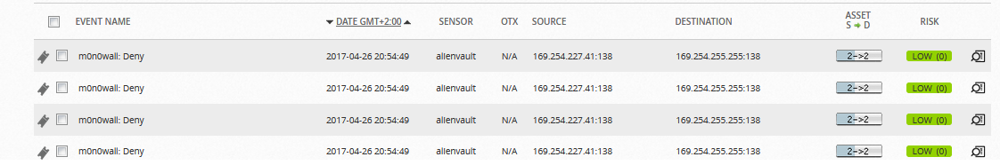 EVENT NAME DATE GMT+2:00 SENSOR OTX SOURCE DESTINATION ASSET S D RISK
m0n0wall: Deny 2017-04-26 20:54:49 alienvault N/A 169.254.227.41:138 169.254.255.255:138 2->2 LOW (0)
m0n0wall: Deny 2017-04-26 20:54:49 alienvault N/A 169.254.227.41:138 169.254.255.255:138 2->2 LOW (0)
m0n0wall: Deny 2017-04-26 20:54:49 alienvault N/A 169.254.227.41:138 169.254.255.255:138 2->2 LOW (0)
m0n0wall: Deny 2017-04-26 20:54:49 alienvault N/A 169.254.227.41:138 169.254.255.255:138 2->2 LOW (0)